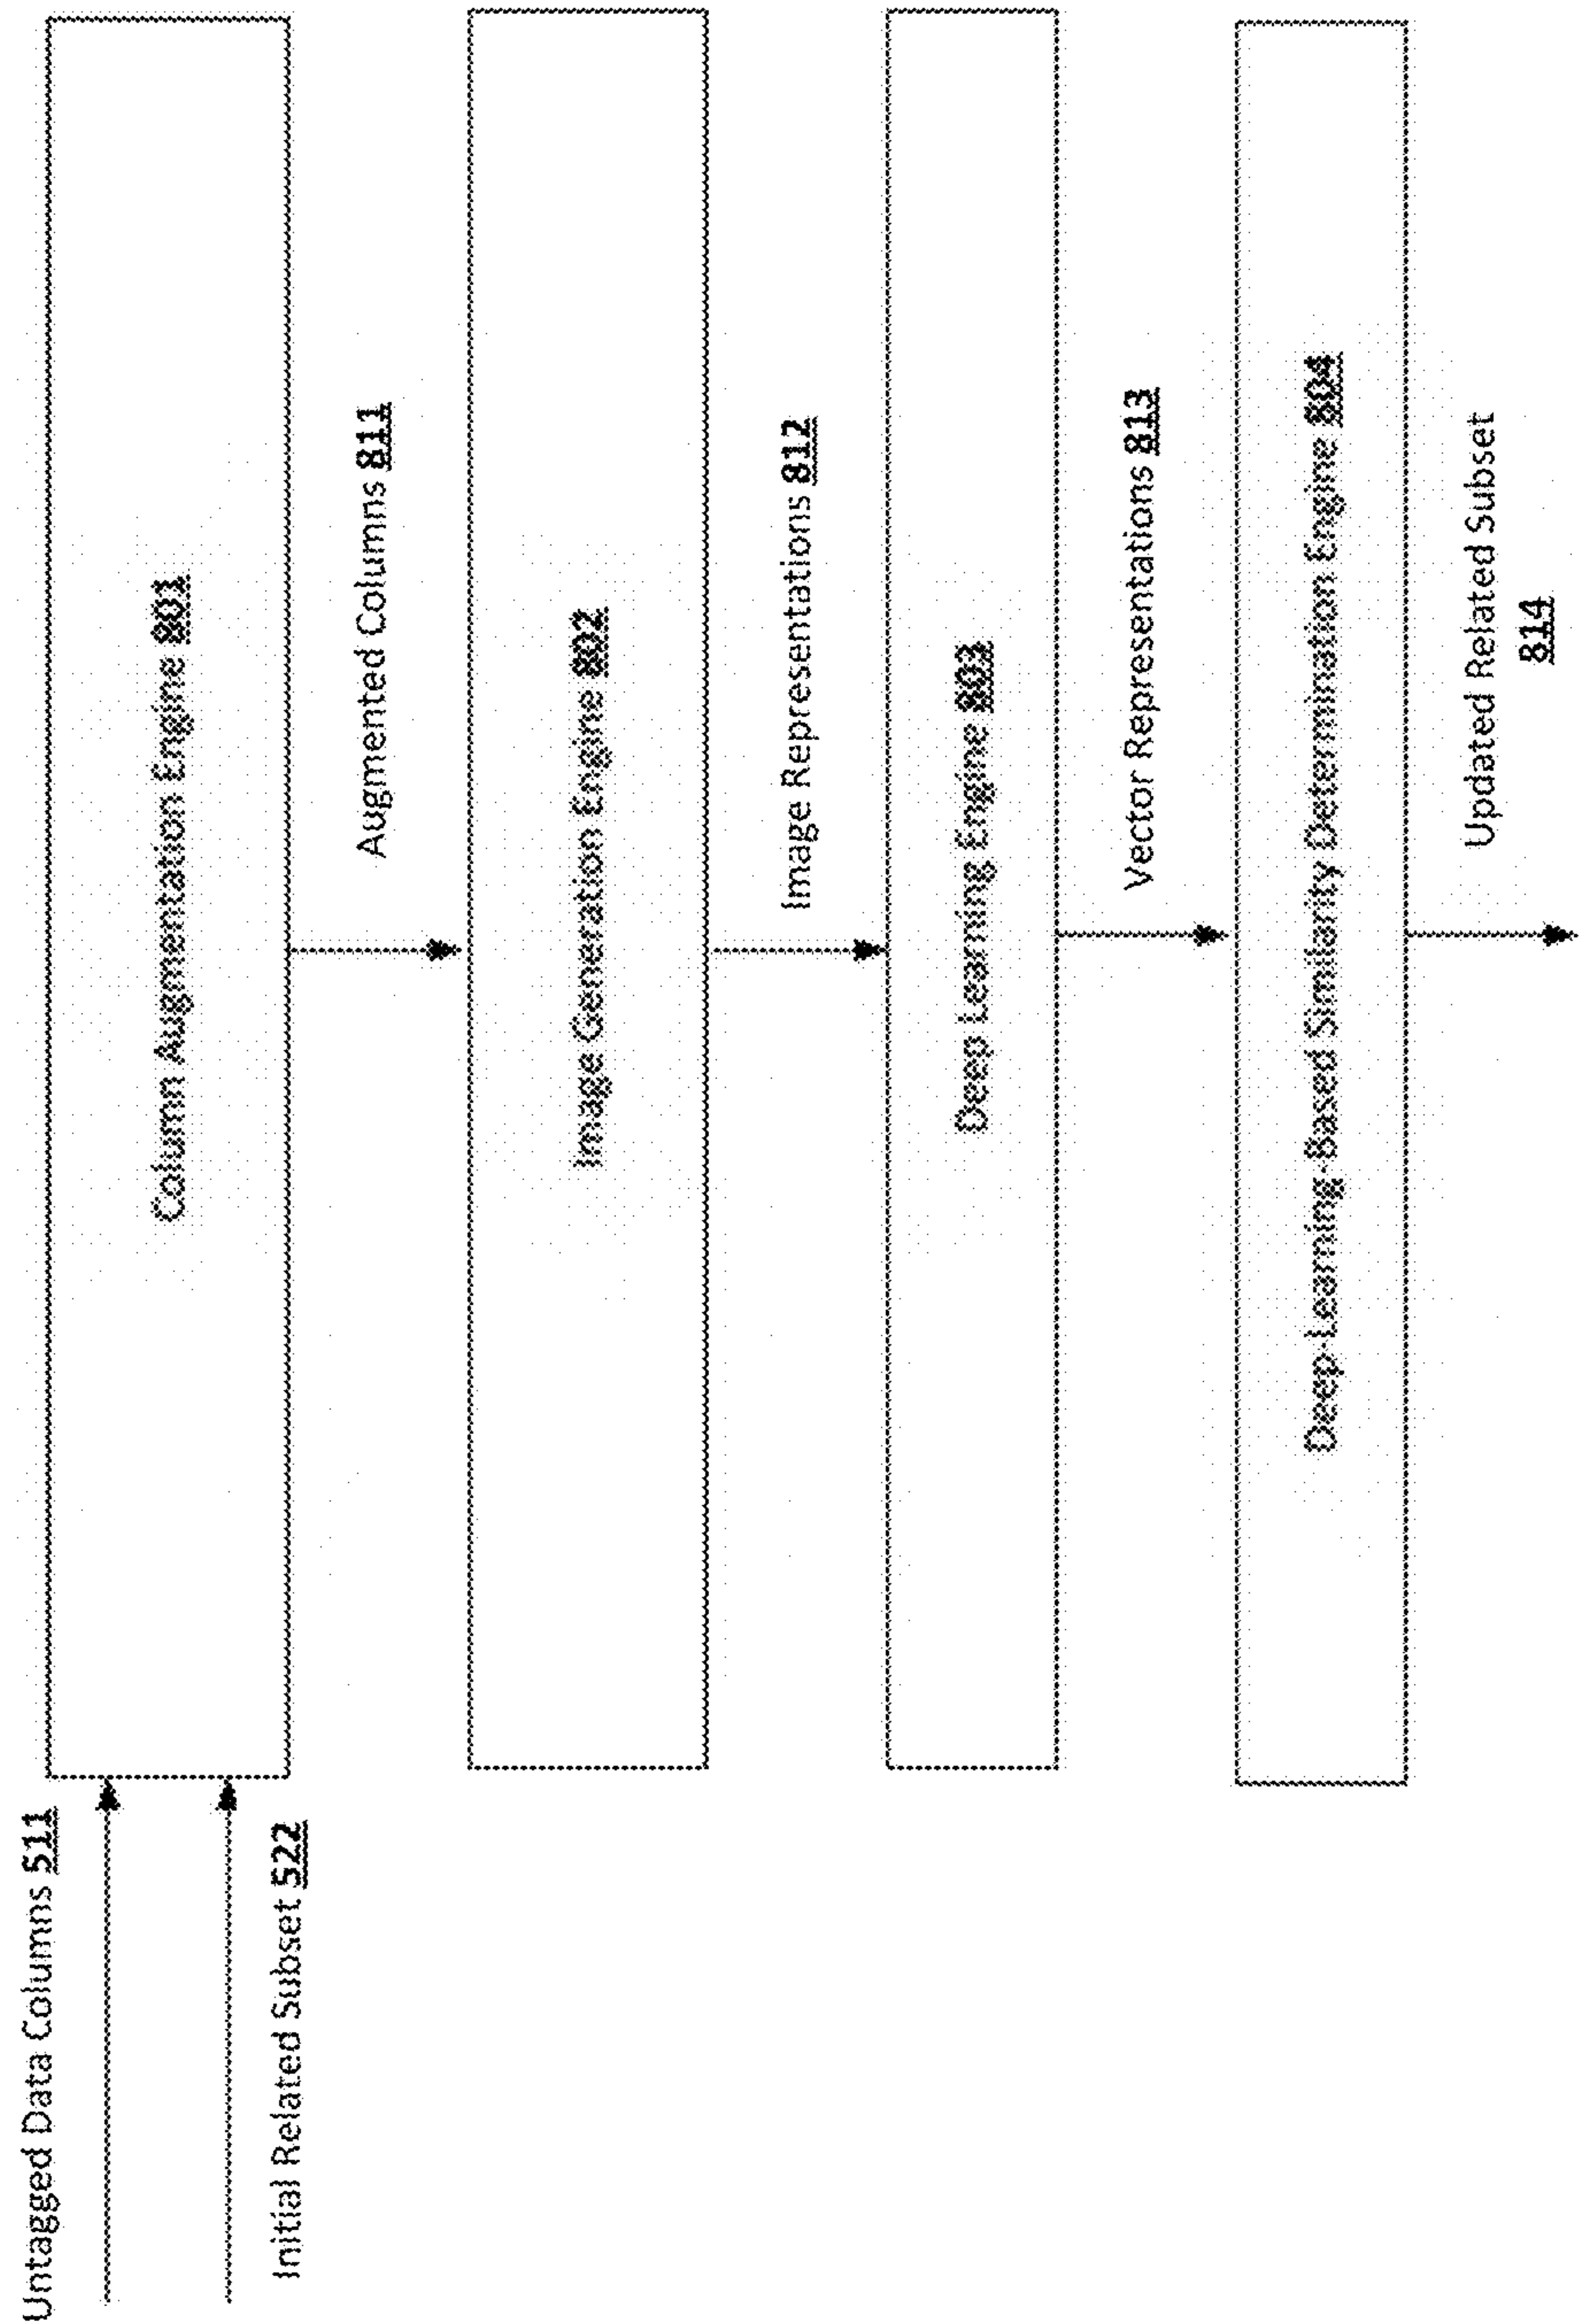 Untagged Data Columns 511
Initial Related Subset 522
Column Augmentation Engine 801
Augmented Columns 811
Image Generation Engine 802
Image Representations 812
Deep Learning Engine 803
Vector Representations 813
Deep-Learning-Based Similarity Determination Engine 804
Updated Related Subset
814